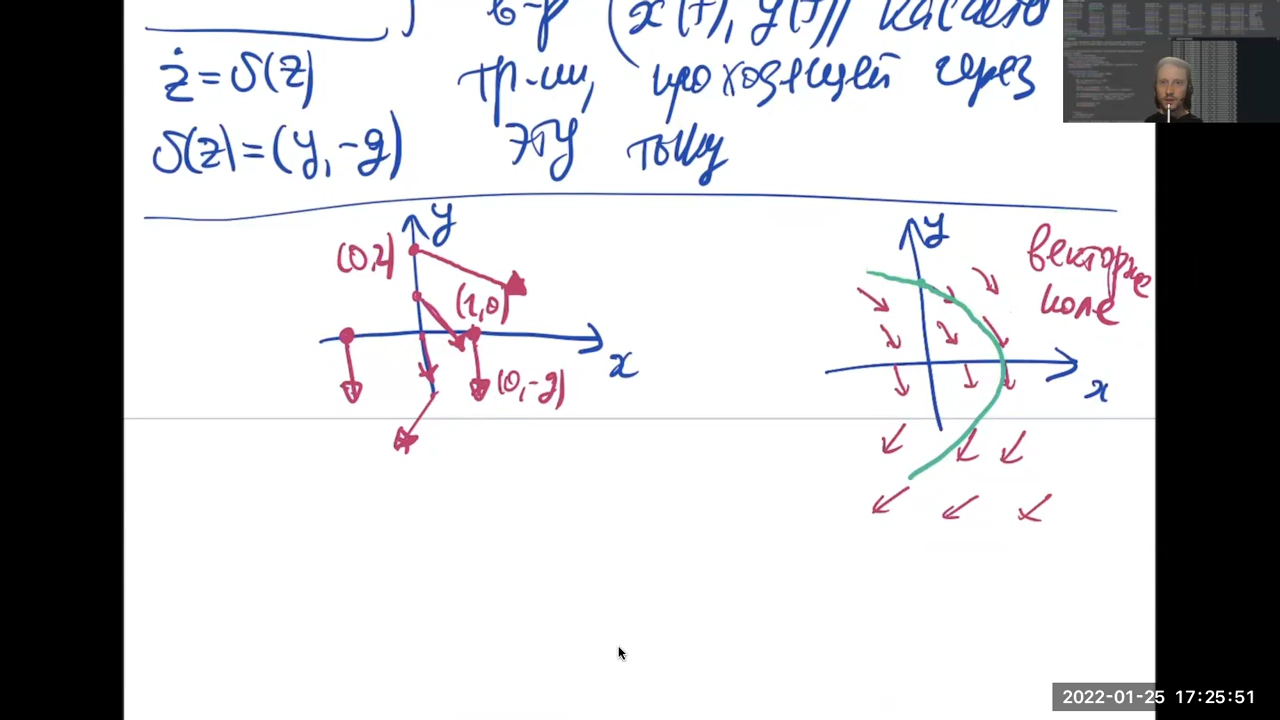 в-р (ẋ(t), ẏ(t)) касается
ż = υ(z) тр-ии, проходящей через
υ(z) = (y, -g) эту точку
y
(0,2)
(1,0)
x
(0,-g)
y
векторное
поле
x
2022-01-25 17:25:51